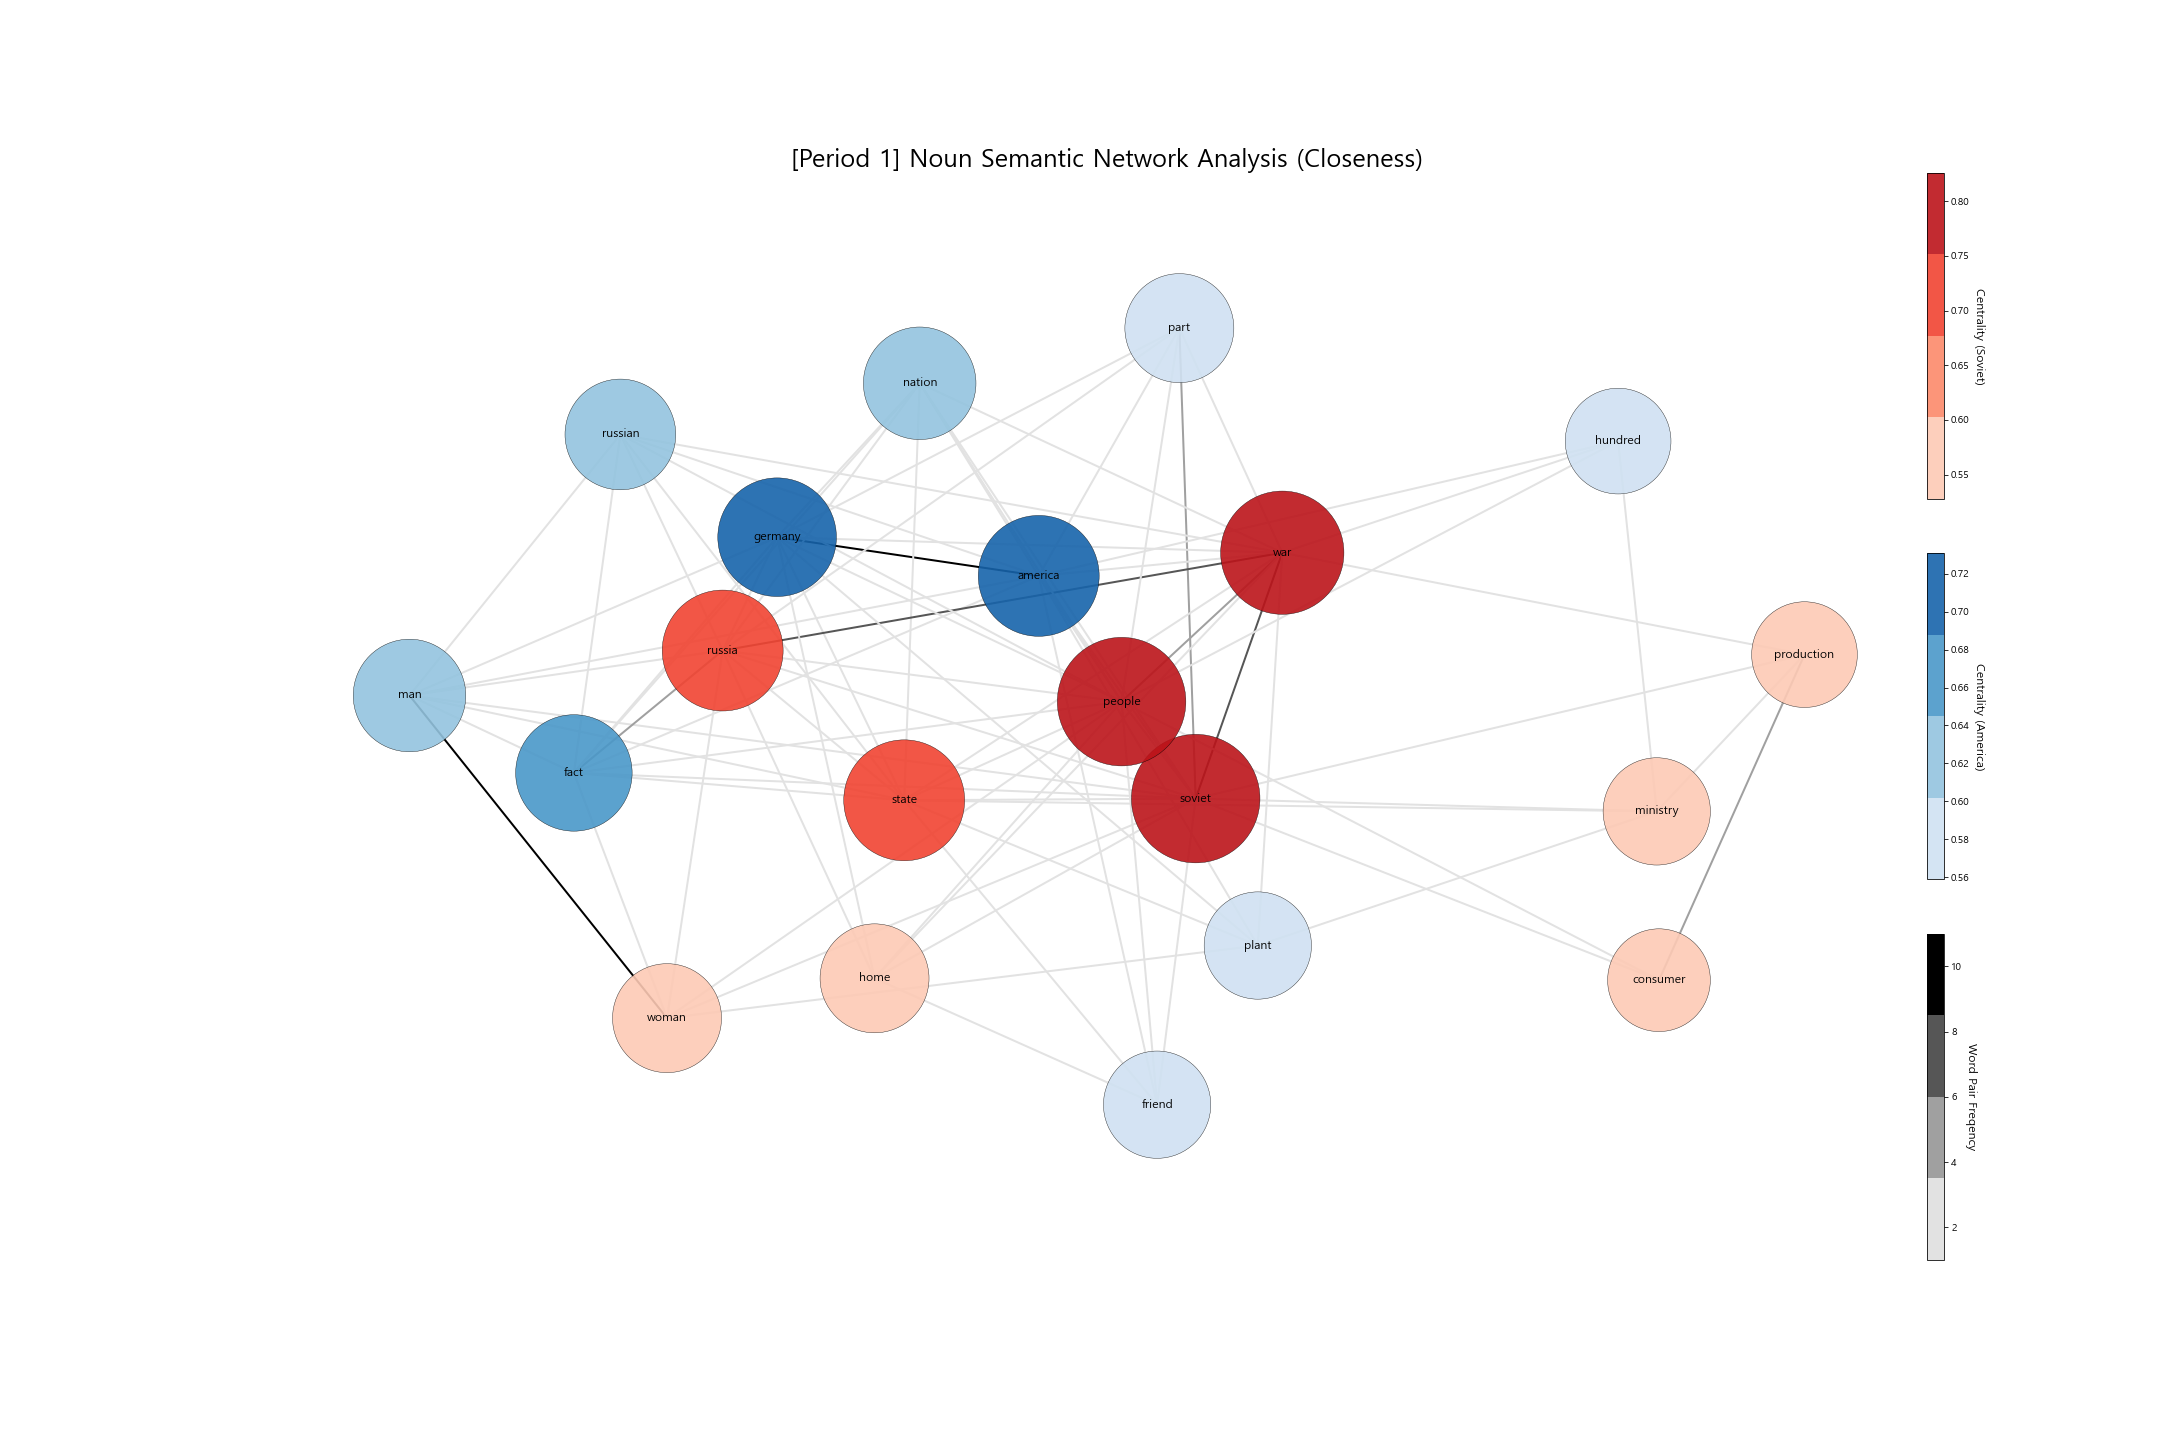 [Period 1] Noun Semantic Network Analysis (Closeness)
part
nation
russian
hundred
germany
america
war
russia
production
man
people
fact
state
soviet
ministry
plant
home
consumer
woman
friend
0.80
0.75
0.70
0.65
0.60
0.55
Centrality (Soviet)
0.72
0.70
0.68
0.66
0.64
0.62
0.60
0.58
0.56
Centrality (America)
10
8
6
4
2
Word Pair Freqency